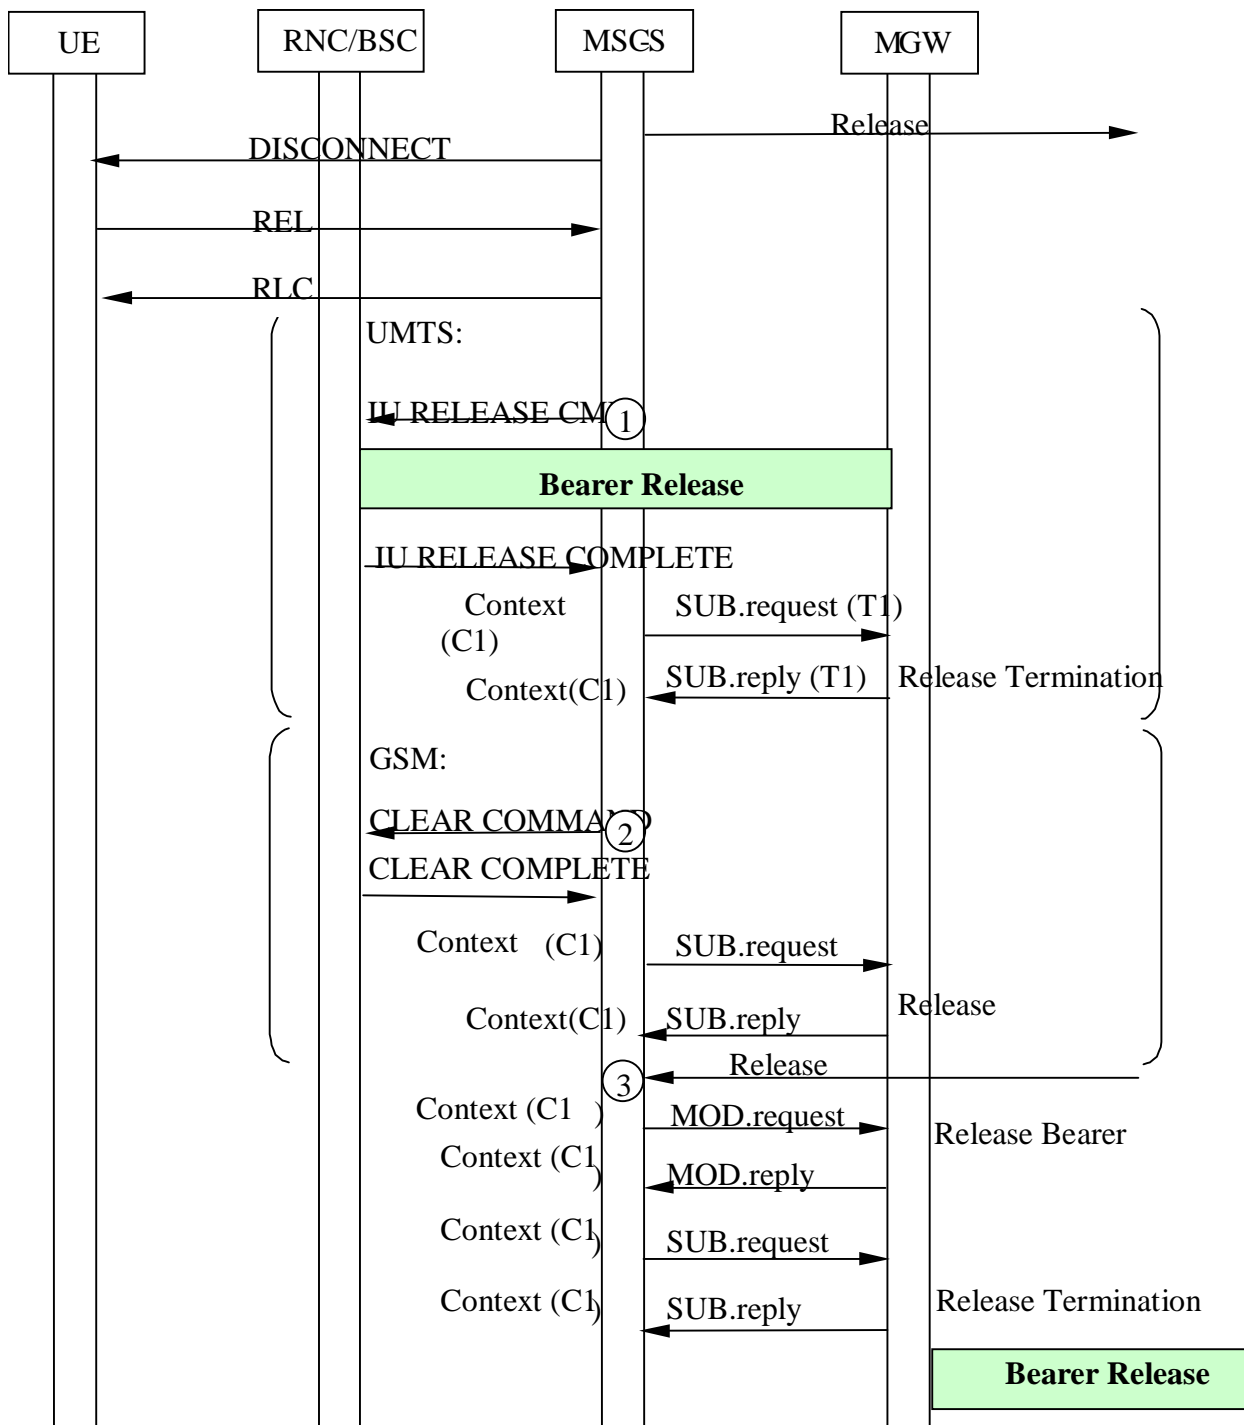 UE
RNC/BSC
MSC-S
MGW
Release
DISCONNECT
REL
RLC
UMTS:
IU RELEASE CM
1
Bearer Release
IU RELEASE COMPLETE
Context
(C1)
SUB.request (T1)
Context(C1)
SUB.reply (T1)
Release Termination
GSM:
CLEAR COMMAND
2
CLEAR COMPLETE
Context (C1)
SUB.request
Context(C1)
SUB.reply
Release
Release
3
Context (C1 )
MOD.request
Release Bearer
Context (C1)
MOD.reply
Context (C1)
SUB.request
Context (C1)
SUB.reply
Release Termination
Bearer Release